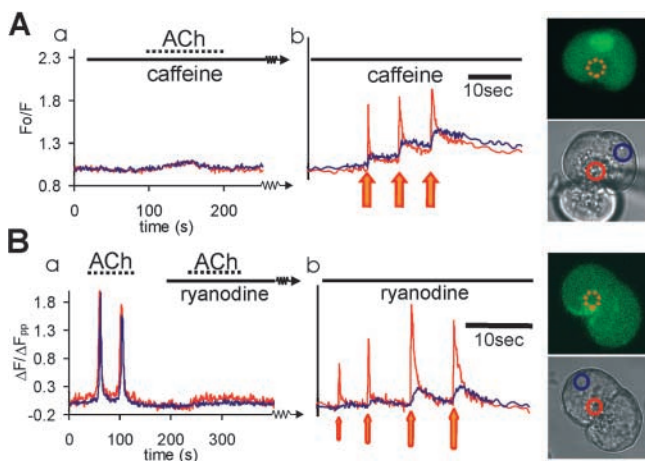 A
a
ACh
caffeine
b
caffeine
10sec
Fo/F
2.3
1.8
1.3
0.8
0
100
200
time (s)
B
a
ACh
ACh
ryanodine
b
ryanodine
10sec
ΔF/ΔFpp
1.8
1.3
0.8
0.3
-0.2
0
100
200
300
time (s)